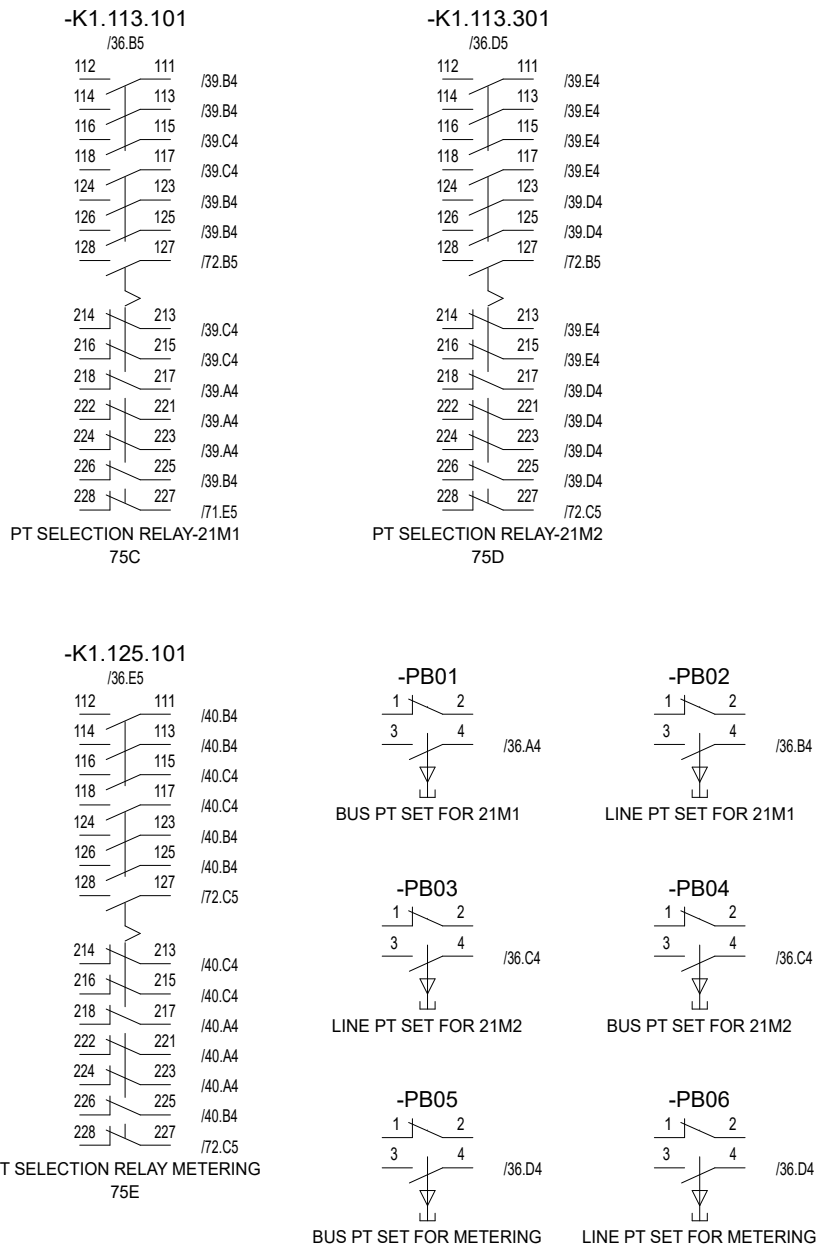 -K1.113.101
/36.B5
112 111 /39.B4
114 113 /39.B4
116 115 /39.C4
118 117 /39.C4
124 123 /39.B4
126 125 /39.B4
128 127 /72.B5
214 213 /39.C4
216 215 /39.C4
218 217 /39.A4
222 221 /39.A4
224 223 /39.A4
226 225 /39.B4
228 227 /71.E5
PT SELECTION RELAY-21M1
75C
-K1.113.301
/36.D5
112 111 /39.E4
114 113 /39.E4
116 115 /39.E4
118 117 /39.E4
124 123 /39.D4
126 125 /39.D4
128 127 /72.B5
214 213 /39.E4
216 215 /39.E4
218 217 /39.D4
222 221 /39.D4
224 223 /39.D4
226 225 /39.D4
228 227 /72.C5
PT SELECTION RELAY-21M2
75D
-K1.125.101
/36.E5
112 111 /40.B4
114 113 /40.B4
116 115 /40.C4
118 117 /40.C4
124 123 /40.B4
126 125 /40.B4
128 127 /72.C5
214 213 /40.C4
216 215 /40.C4
218 217 /40.A4
222 221 /40.A4
224 223 /40.A4
226 225 /40.B4
228 227 /72.C5
T SELECTION RELAY METERING
75E
-PB01
1 2
3 4 /36.A4
BUS PT SET FOR 21M1
-PB02
1 2
3 4 /36.B4
LINE PT SET FOR 21M1
-PB03
1 2
3 4 /36.C4
LINE PT SET FOR 21M2
-PB04
1 2
3 4 /36.C4
BUS PT SET FOR 21M2
-PB05
1 2
3 4 /36.D4
BUS PT SET FOR METERING
-PB06
1 2
3 4 /36.D4
LINE PT SET FOR METERING